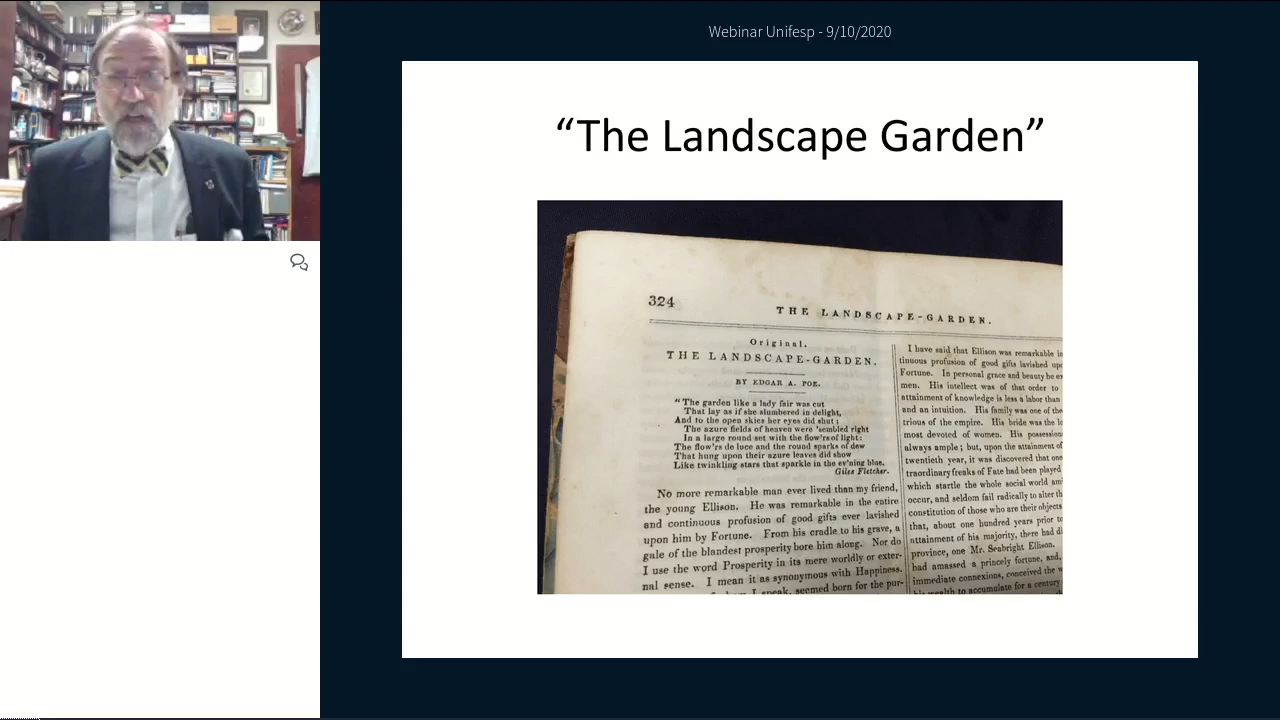 Webinar Unifesp - 9/10/2020
“The Landscape Garden”
324
THE LANDSCAPE-GARDEN.
Original.
THE LANDSCAPE-GARDEN.
BY EDGAR A. POE.
“The garden like a lady fair was cut
That lay as if she slumbered in delight,
And to the open skies her eyes did shut;
The azure fields of heaven were 'sembled right
In a large round set with the flow'rs of light:
The flow'rs de luce and the round sparks of dew
That hung upon their azure leaves did show
Like twinkling stars that sparkle in the ev'ning blue.
Giles Fletcher.
No more remarkable man ever lived than my friend,
the young Ellison. He was remarkable in the entire
and continuous profusion of good gifts ever lavished
upon him by Fortune. From his cradle to his grave, a
gale of the blandest prosperity bore him along. Nor do
I use the word Prosperity in its mere worldly or exter-
nal sense. I mean it as synonymous with Happiness.
I speak, seemed born for the pur-
I have said that Ellison was remarkable in
tinuous profusion of good gifts lavished
Fortune. In personal grace and beauty he
men. His intellect was of that order to
attainment of knowledge is less a labor than
and an intuition. His family was one of the
trious of the empire. His bride was the
most devoted of women. His
always ample; but, upon the attainment of
twentieth year, it was discovered that one
traordinary freaks of Fate had been played
which startle the whole social world
occur, and seldom fail radically to alter
constitution of those who are their objects
that, about one hundred years prior
ttainment of his majority, there had
province, one Mr. Seabright Ellison.
had amassed a princely fortune, and,
immediate connexions, conceived the
wealth to accumulate for a century